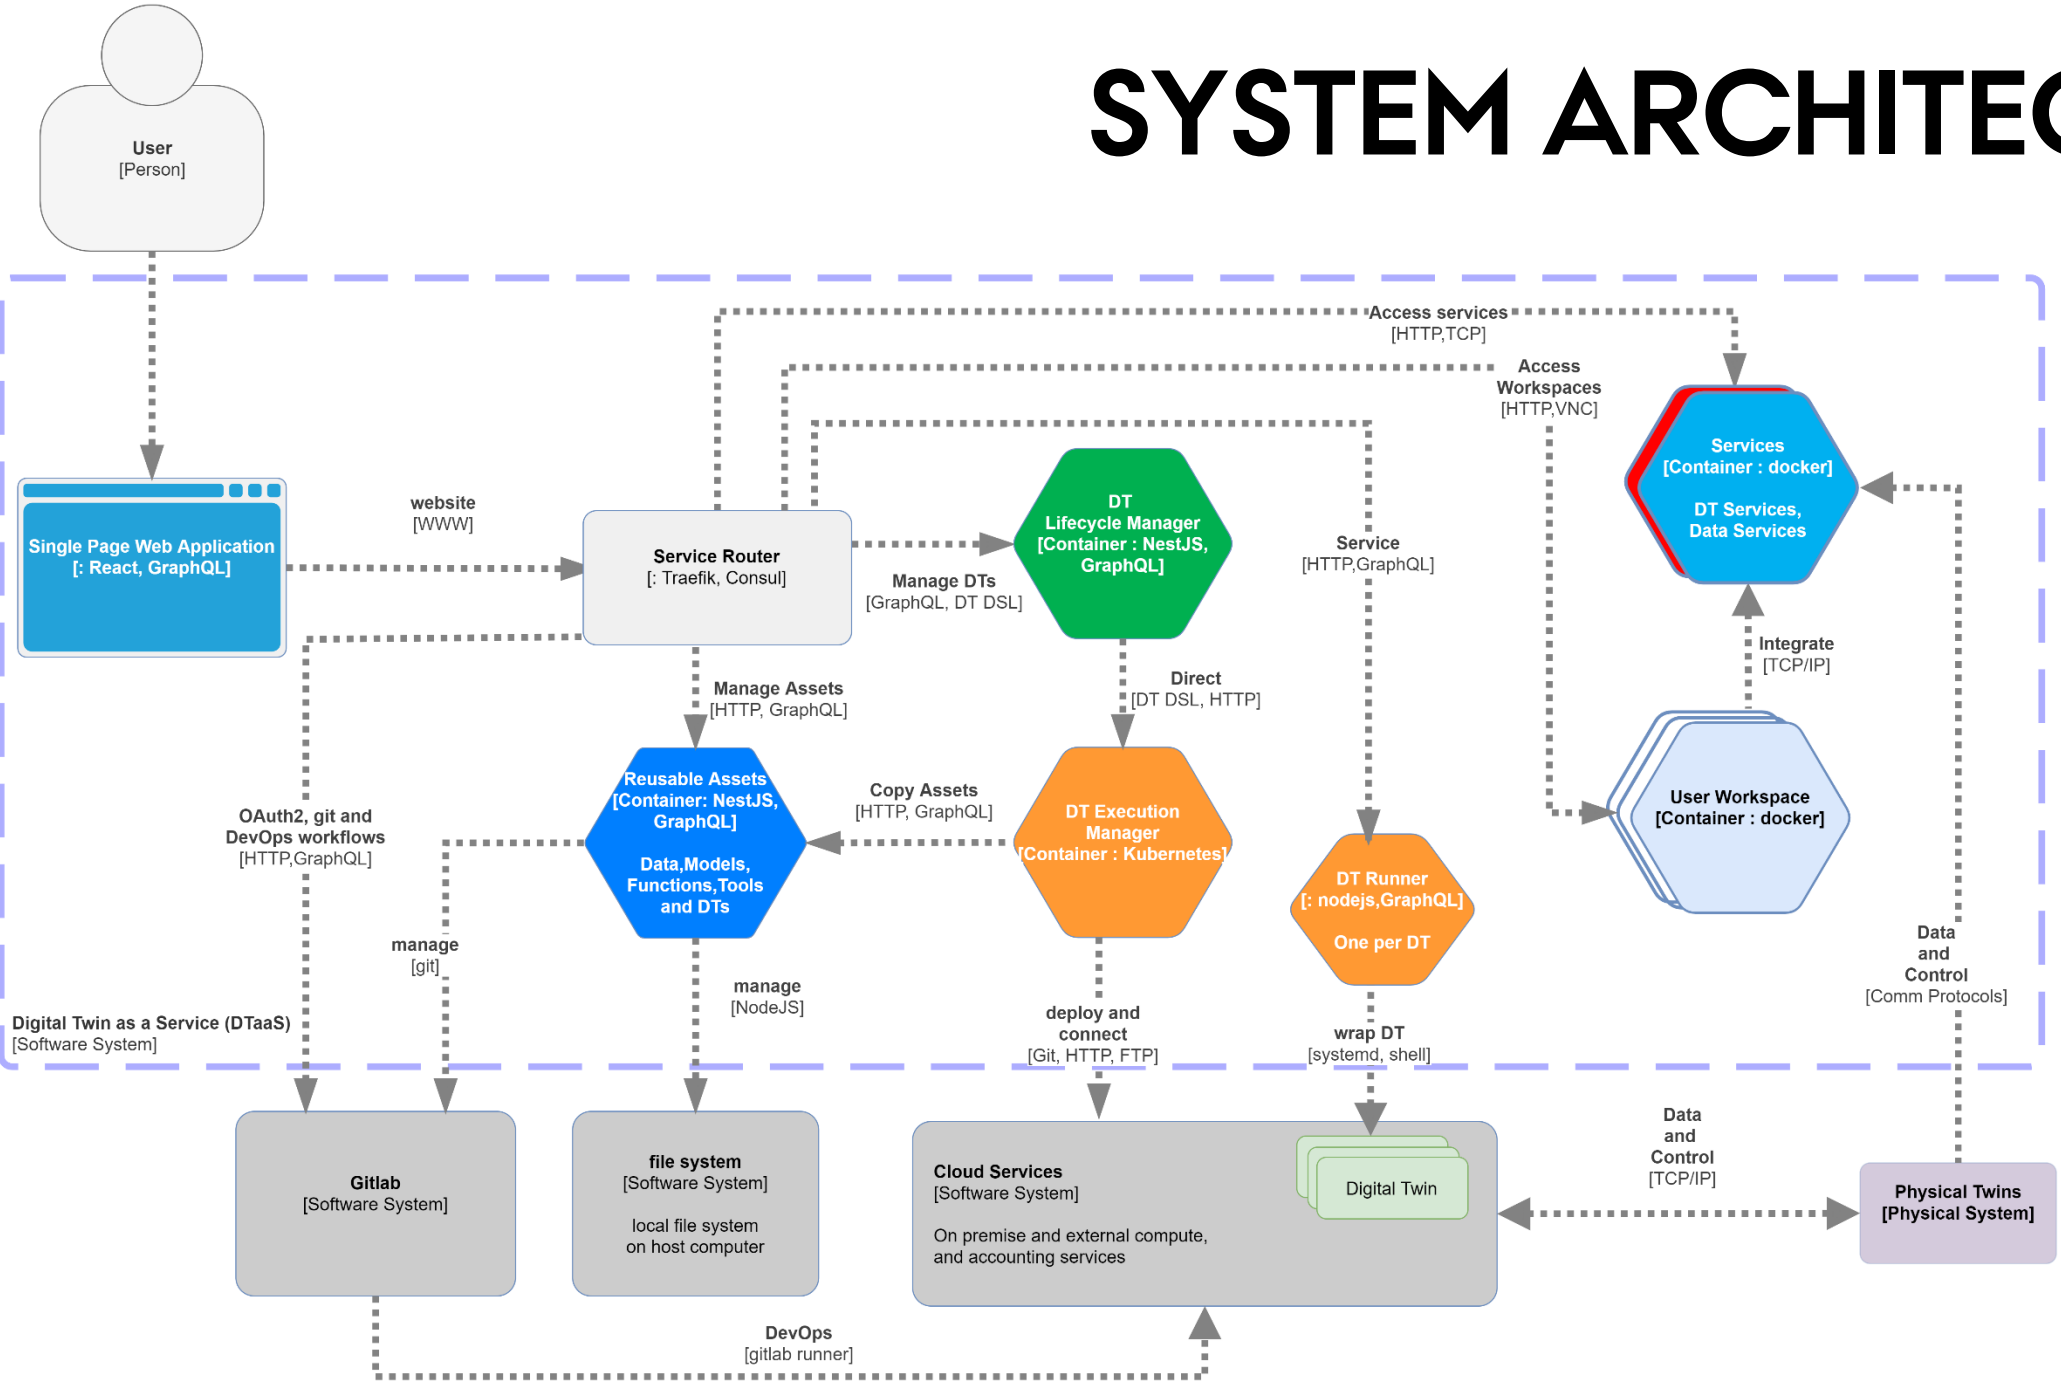 SYSTEM ARCHITEC
User
[Person]
Access services
[HTTP,TCP]
Access
Workspaces
[HTTP,VNC]
Services
[Container : docker]
DT Services,
Data Services
website
[WWW]
Single Page Web Application
[: React, GraphQL]
Service Router
[: Traefik, Consul]
DT
Lifecycle Manager
[Container : NestJS,
GraphQL]
Manage DTs
[GraphQL, DT DSL]
Service
[HTTP,GraphQL]
Integrate
[TCP/IP]
Manage Assets
[HTTP, GraphQL]
Direct
[DT DSL, HTTP]
Reusable Assets
[Container: NestJS,
GraphQL]
Data,Models,
Functions,Tools
and DTs
Copy Assets
[HTTP, GraphQL]
DT Execution
Manager
[Container : Kubernetes]
User Workspace
[Container : docker]
OAuth2, git and
DevOps workflows
[HTTP,GraphQL]
DT Runner
[: nodejs,GraphQL]
One per DT
manage
[git]
manage
[NodeJS]
deploy and
connect
[Git, HTTP, FTP]
wrap DT
[systemd, shell]
Data
and
Control
[Comm Protocols]
Digital Twin as a Service (DTaaS)
[Software System]
Gitlab
[Software System]
file system
[Software System]
local file system
on host computer
Cloud Services
[Software System]
On premise and external compute,
and accounting services
Digital Twin
Data
and
Control
[TCP/IP]
Physical Twins
[Physical System]
DevOps
[gitlab runner]